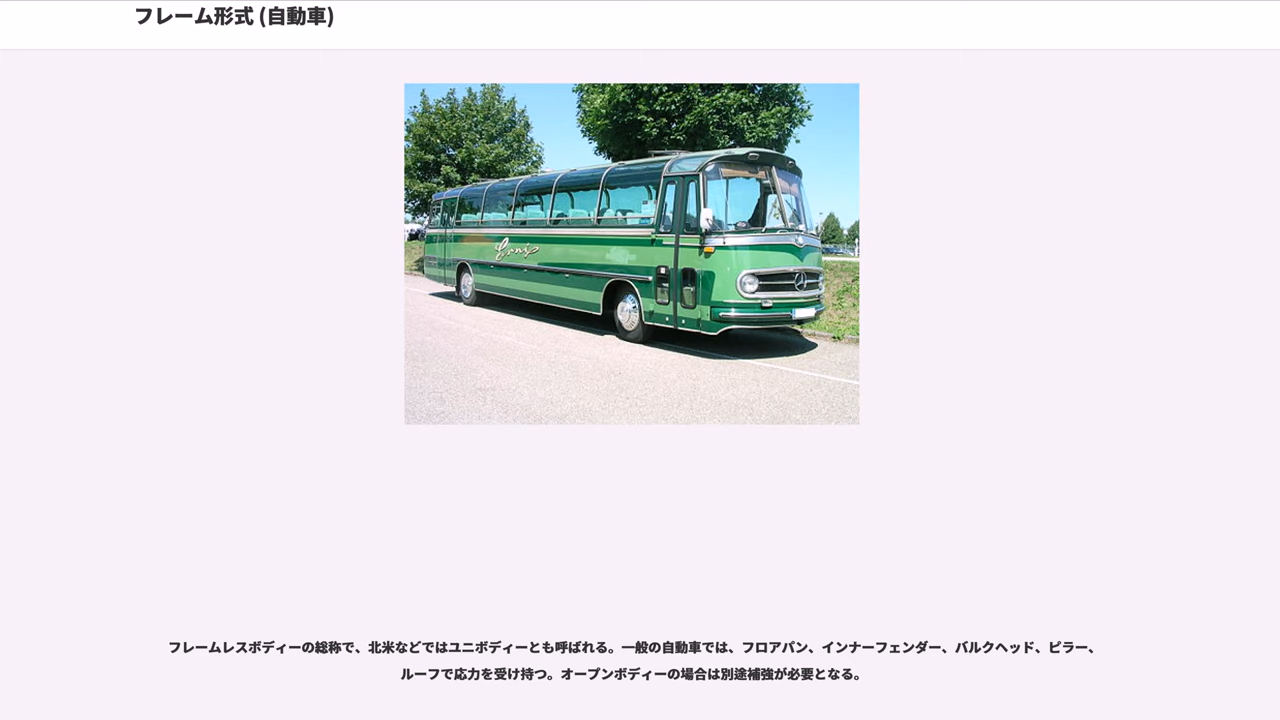 フレーム形式 (自動車)
Ernis
フレームレスボディーの総称で、北米などではユニボディーとも呼ばれる。一般の自動車では、フロアパン、インナーフェンダー、バルクヘッド、ピラー、
ルーフで応力を受け持つ。オープンボディーの場合は別途補強が必要となる。